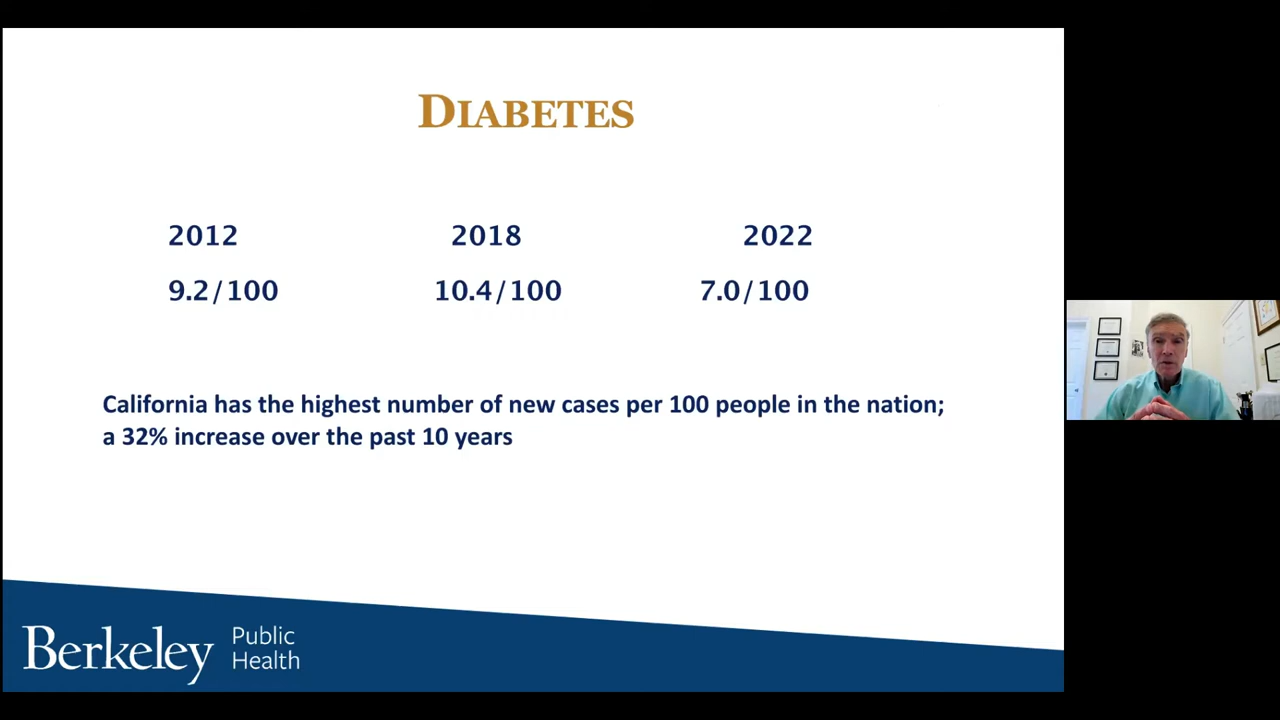 DIABETES
2012 2018 2022
9.2/100 10.4/100 7.0/100
California has the highest number of new cases per 100 people in the nation;
a 32% increase over the past 10 years
Berkeley Public
Health